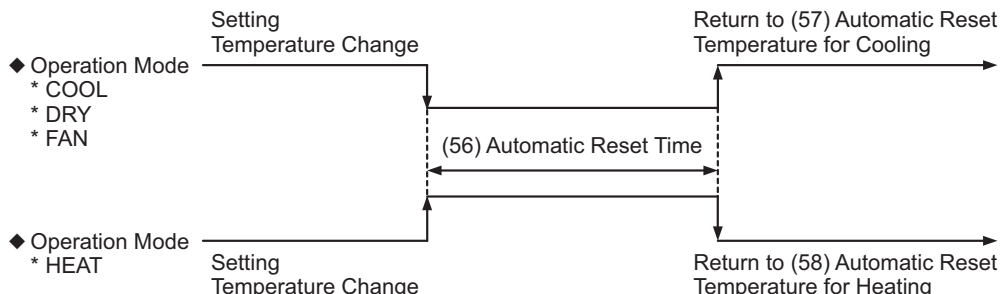 Setting
Temperature Change
Return to (57) Automatic Reset
Temperature for Cooling
◆ Operation Mode
* COOL
* DRY
* FAN
(56) Automatic Reset Time
◆ Operation Mode
* HEAT
Setting
Temperature Change
Return to (58) Automatic Reset
Temperature for Heating